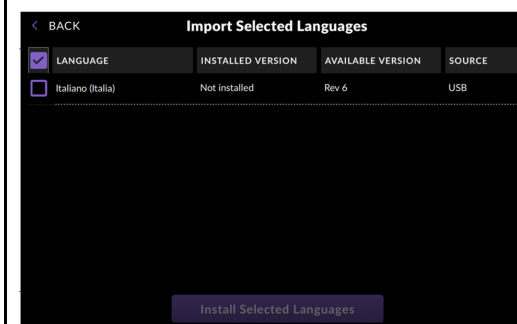 BACK Import Selected Languages
LANGUAGE INSTALLED VERSION AVAILABLE VERSION SOURCE
Italiano (Italia) Not installed Rev 6 USB
Install Selected Languages